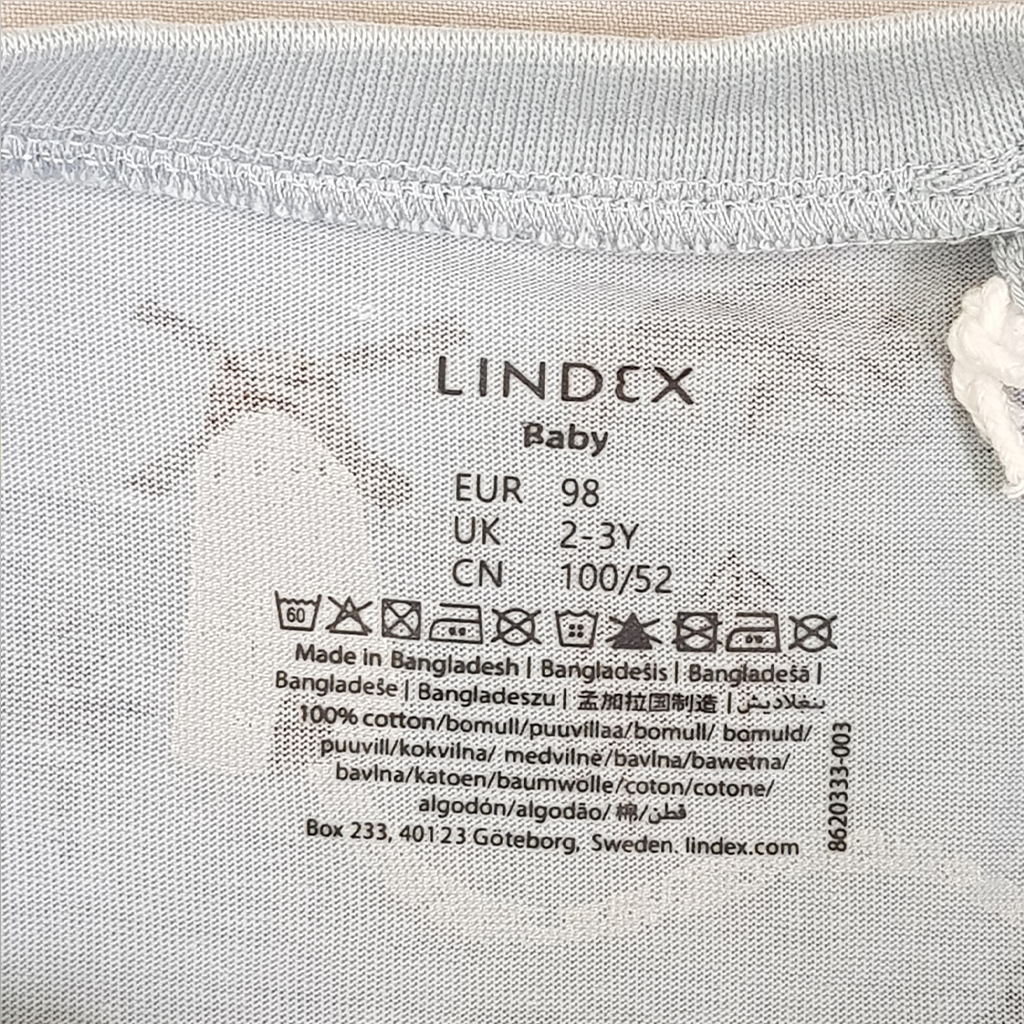 LINDEX
Baby
EUR 98
UK 2-3Y
CN 100/52
60
Made in Bangladesh | Bangladešis | Bangladešā |
Bangladeše | Bangladeszu | 孟加拉国制造 | بنغلاديش
100% cotton/bomull/puuvillaa/bomull/ bomuld/
puuvill/kokvilna/ medvilnė/bavlna/bawełna/
bavlna/katoen/baumwolle/coton/cotone/
algodón/algodão/ 棉/قطن
Box 233, 40123 Göteborg, Sweden. lindex.com
8620333-003